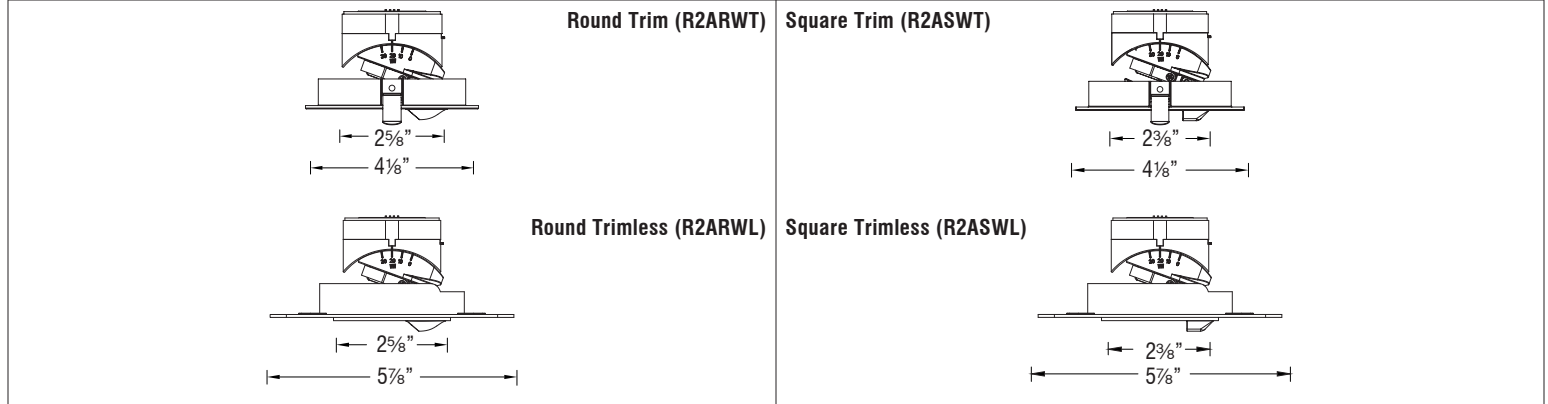 Round Trim (R2ARWT)
2⅝”
4⅛”
Square Trim (R2ASWT)
2⅜”
4⅛”
Round Trimless (R2ARWL)
2⅝”
5⅞”
Square Trimless (R2ASWL)
2⅜”
5⅞”